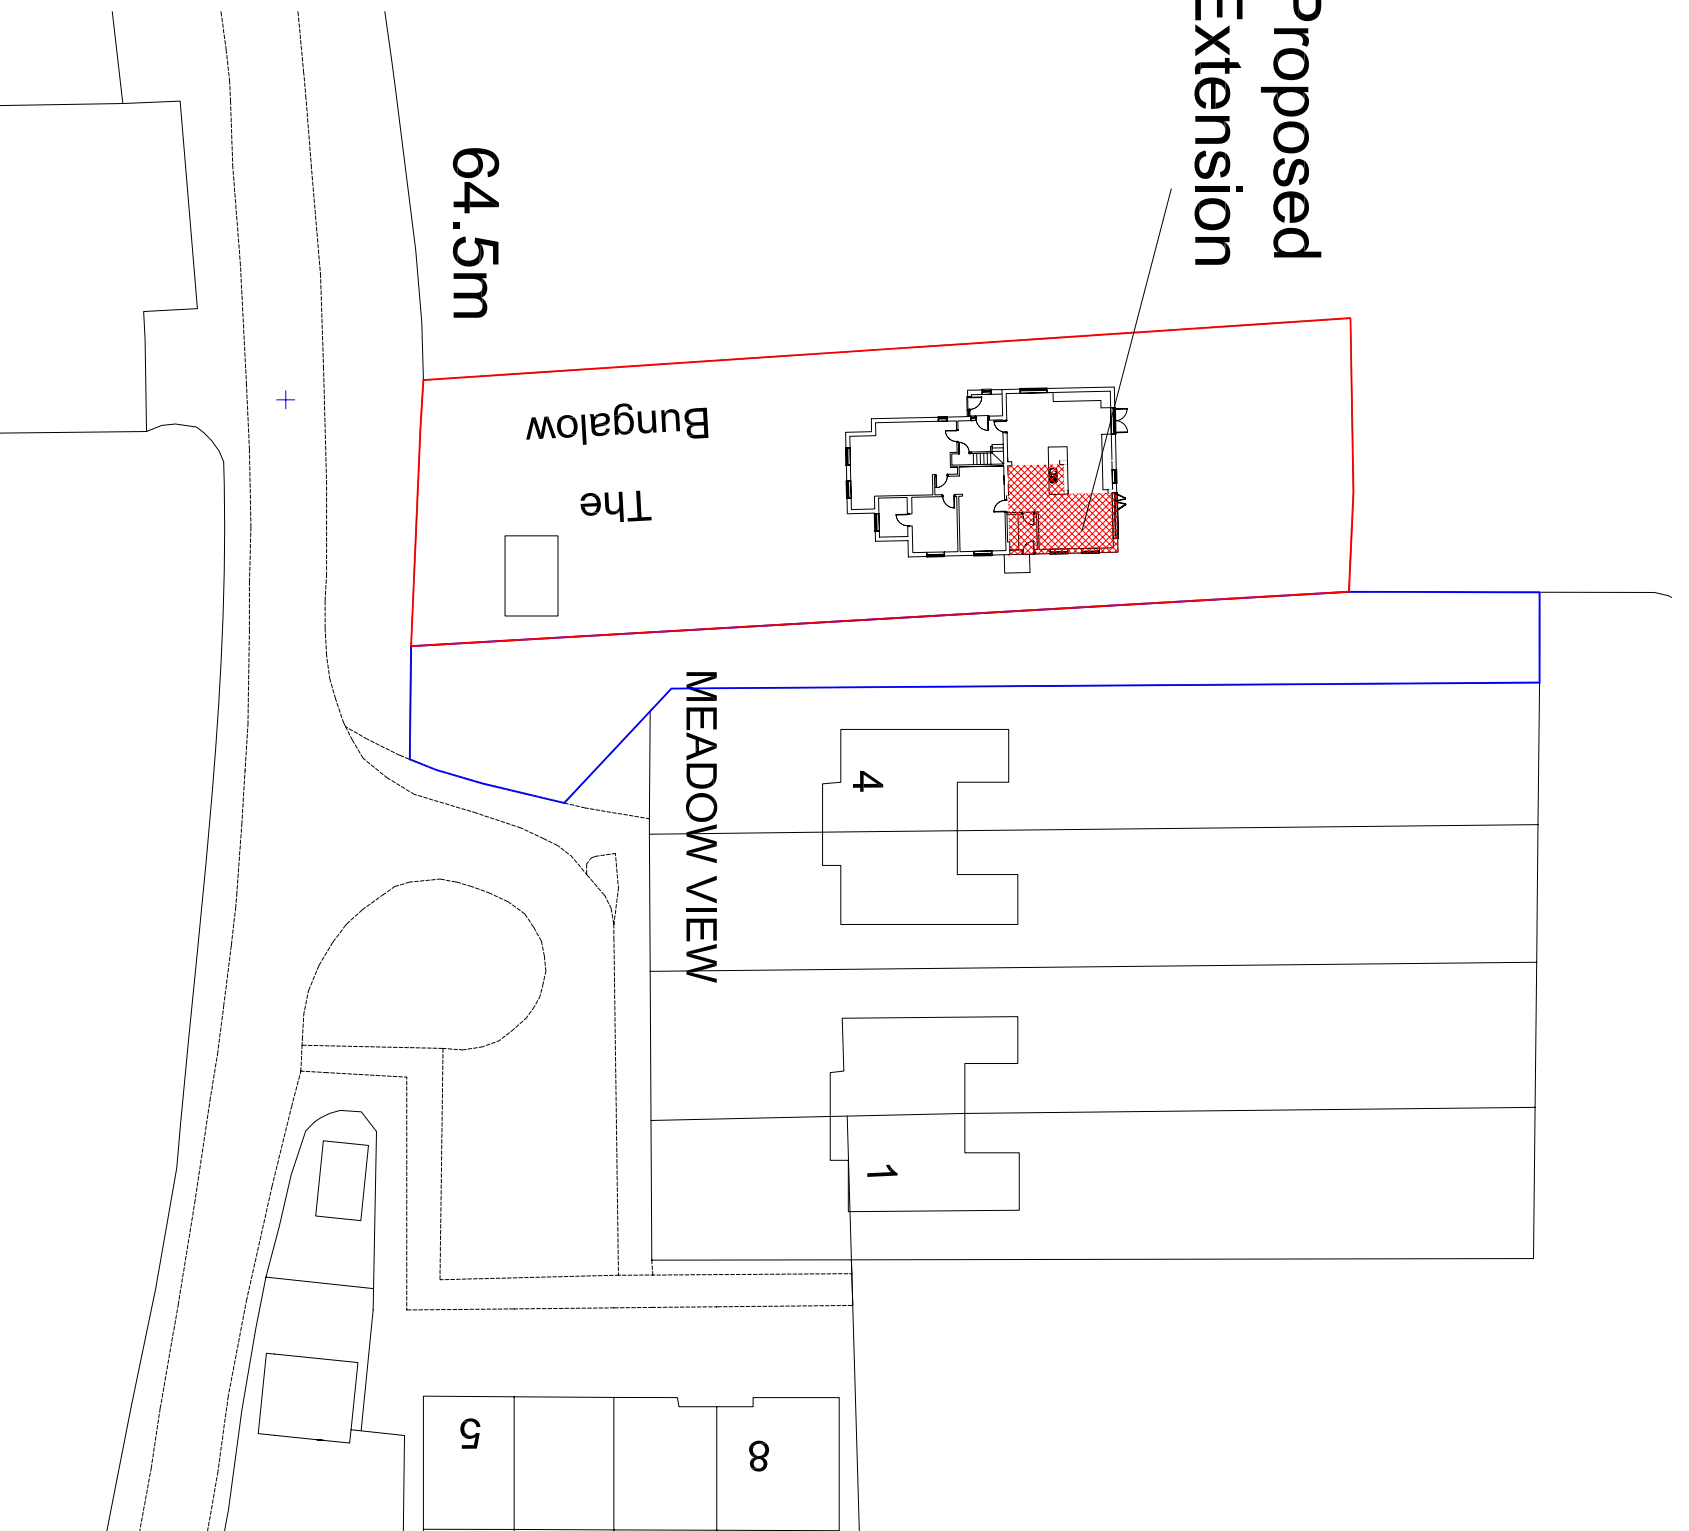 Proposed
Extension
64.5m
The
Bungalow
MEADOW VIEW
4
1
5
8